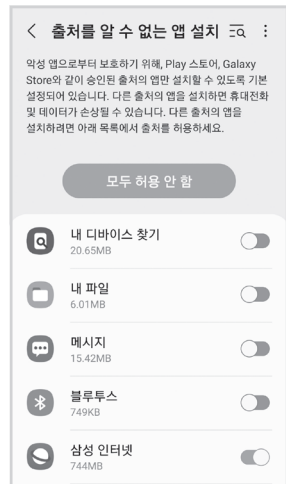 출처를 알 수 없는 앱 설치
악성 앱으로부터 보호하기 위해, Play 스토어, Galaxy
Store와 같이 승인된 출처의 앱만 설치할 수 있도록 기본
설정되어 있습니다. 다른 출처의 앱을 설치하면 휴대전화
및 데이터가 손상될 수 있습니다. 다른 출처의 앱을
설치하려면 아래 목록에서 출처를 허용하세요.
모두 허용 안 함
내 디바이스 찾기
20.65MB
내 파일
6.01MB
메시지
15.42MB
블루투스
749KB
삼성 인터넷
744MB